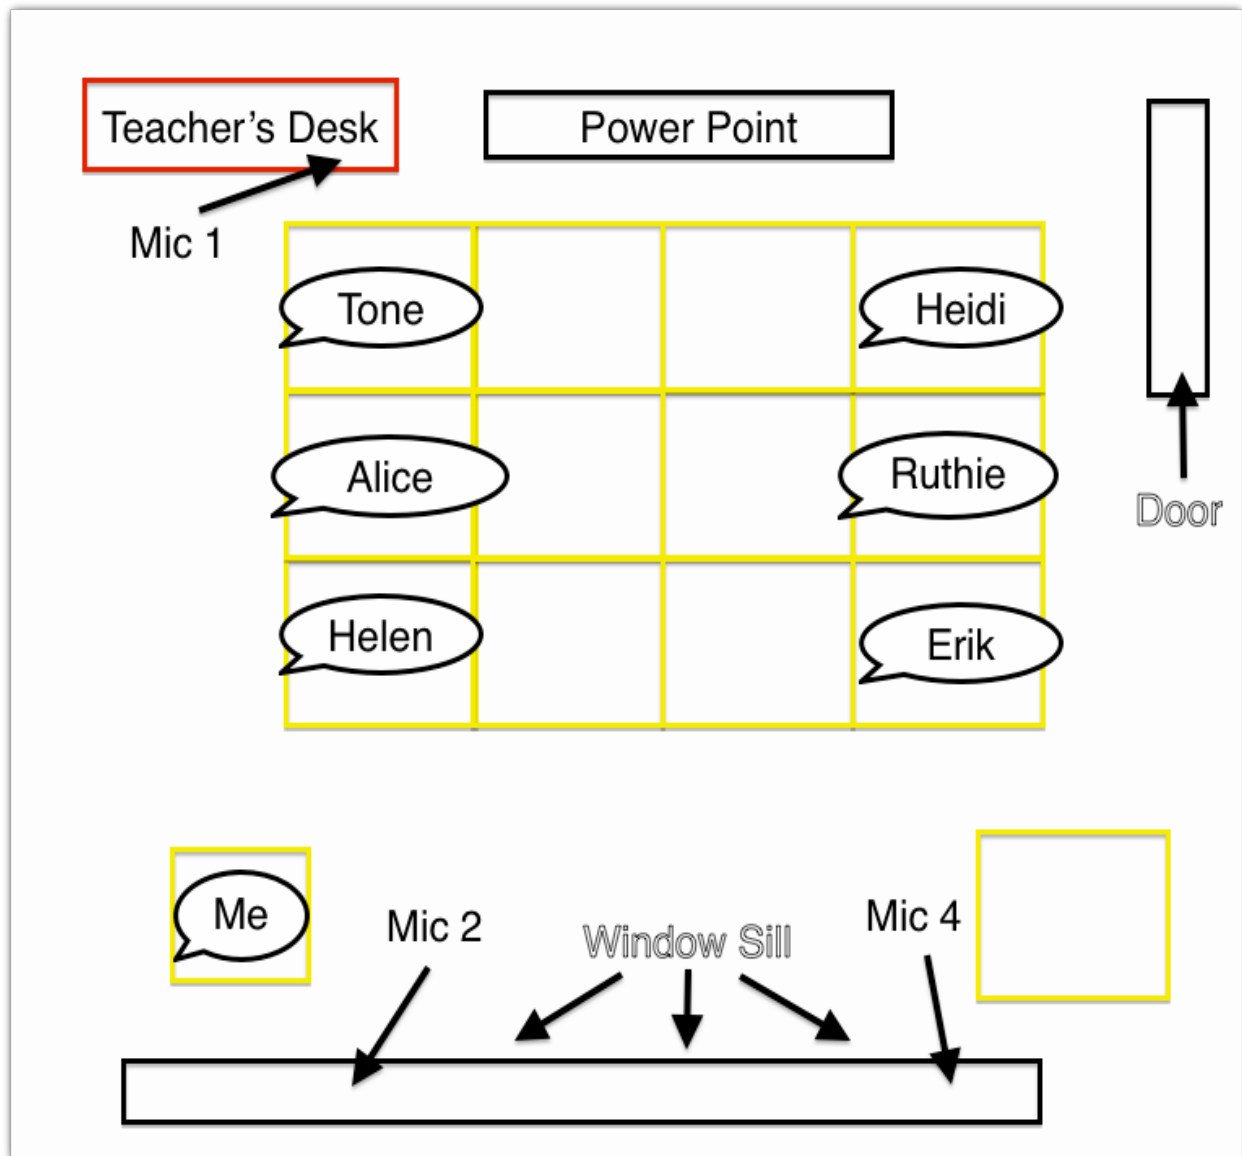 Teacher's Desk
Power Point
Mic 1
Tone
Heidi
Alice
Ruthie
Door
Helen
Erik
Me
Mic 2
Window Sill
Mic 4